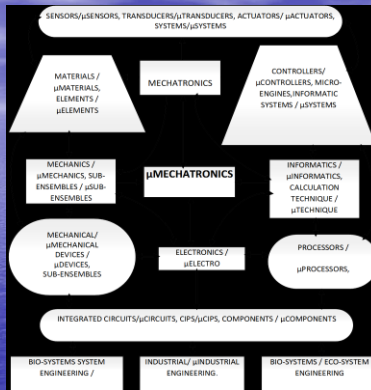 SENSORS/µSENSORS, TRANSDUCERS/µTRANSDUCERS, ACTUATORS/ µACTUATORS,
SYSTEMS/µSYSTEMS
MATERIALS /
µMATERIALS,
ELEMENTS /
µELEMENTS
MECHATRONICS
CONTROLLERS/
µCONTROLLERS, MICRO-
ENGINES,INFORMATIC
SYSTEMS / µSYSTEMS
MECHANICS /
µMECHANICS, SUB-
ENSEMBLES / µSUB-
ENSEMBLES
µMECHATRONICS
INFORMATICS /
µINFORMATICS,
CALCULATION
TECHNIQUE /
µTECHNIQUE
MECHANICAL/
µMECHANICAL
DEVICES /
µDEVICES,
SUB-ENSEMBLES
ELECTRONICS /
µELECTRO
PROCESSORS /
µPROCESSORS,
INTEGRATED CIRCUITS/µCIRCUITS, CIPS/µCIPS, COMPONENTS / µCOMPONENTS
BIO-SYSTEMS SYSTEM
ENGINEERING /
INDUSTRIAL/ µINDUSTRIAL
ENGINEERING.
BIO-SYSTEMS / ECO-SYSTEM
ENGINEERING